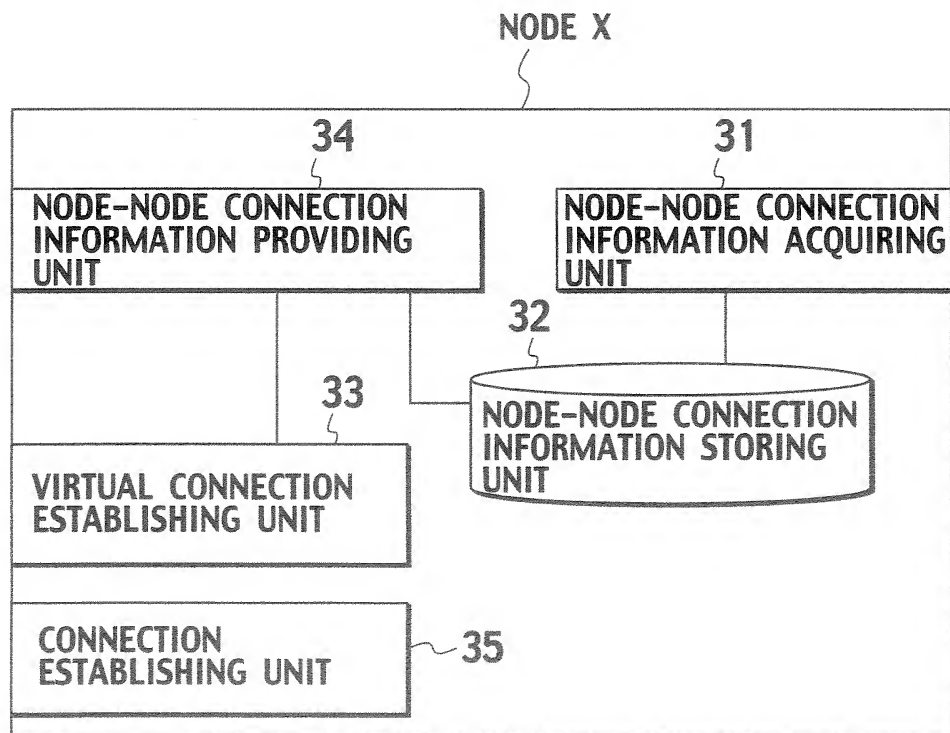 NODE X
34
NODE-NODE CONNECTION
INFORMATION PROVIDING
UNIT
31
NODE-NODE CONNECTION
INFORMATION ACQUIRING
UNIT
32
NODE-NODE CONNECTION
INFORMATION STORING
UNIT
33
VIRTUAL CONNECTION
ESTABLISHING UNIT
CONNECTION
ESTABLISHING UNIT
35